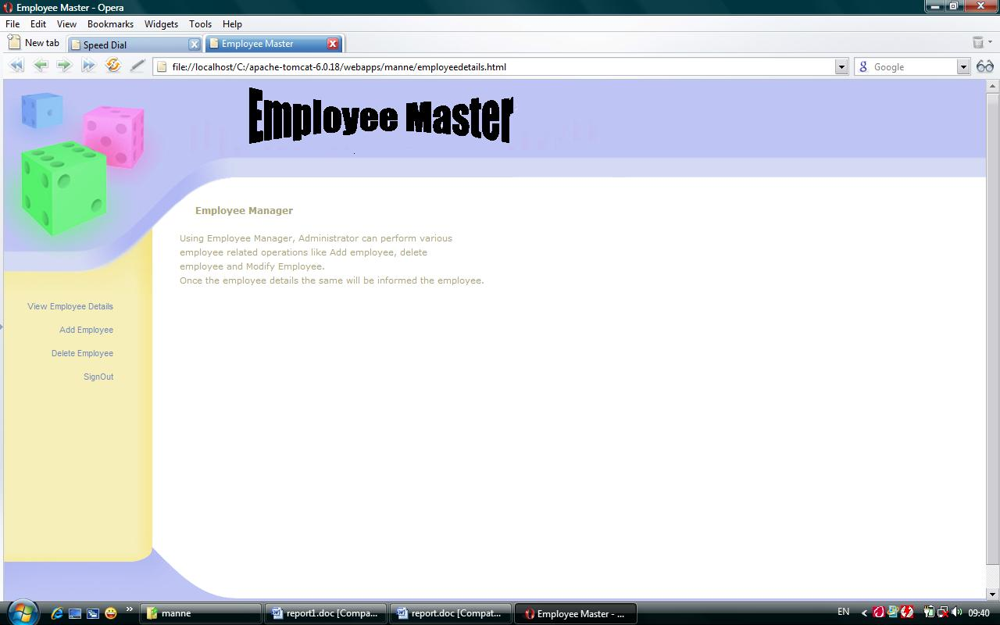 Employee Master - Opera
File Edit View Bookmarks Widgets Tools Help
New tab Speed Dial Employee Master
file://localhost/C:/apache-tomcat-6.0.18/webapps/manne/employeedetails.html Google
Employee Master
Employee Manager
Using Employee Manager, Administrator can perform various
employee related operations like Add employee, delete
employee and Modify Employee.
Once the employee details the same will be informed the employee.
View Employee Details
Add Employee
Delete Employee
SignOut
manne report1.doc [Compa... report.doc [Compat... Employee Master - ... EN 09:40